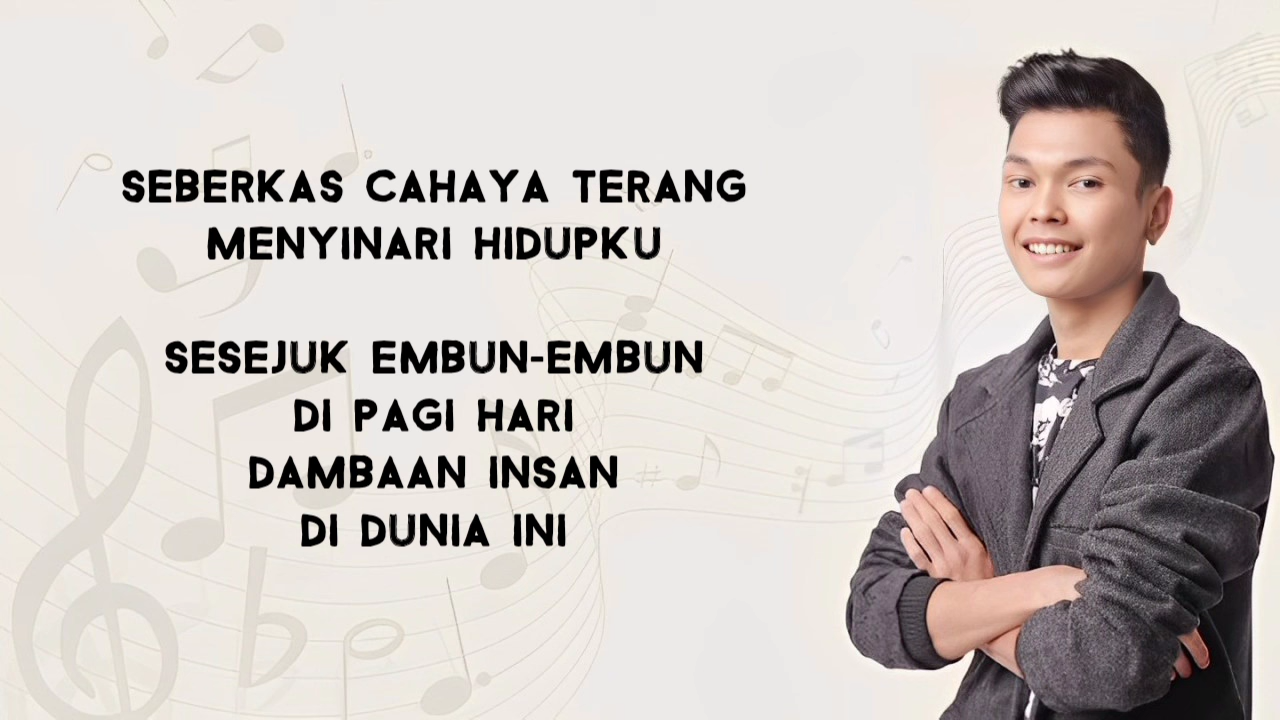 SEBERKAS CAHAYA TERANG
MENYINARI HIDUPKU
SESEJUK EMBUN-EMBUN
DI PAGI HARI
DAMBAAN INSAN
DI DUNIA INI